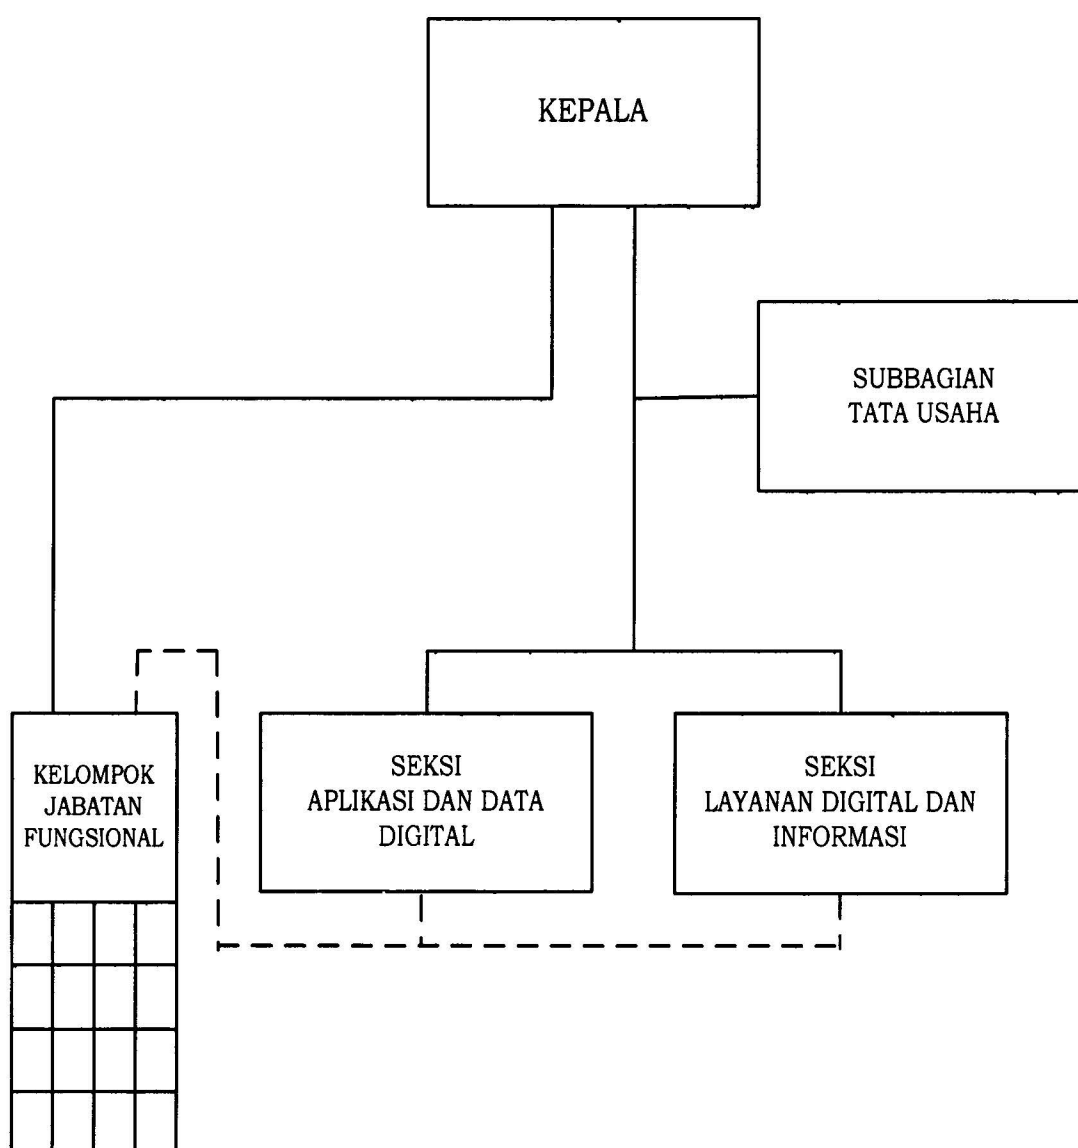 KEPALA
SUBBAGIAN
TATA USAHA
KELOMPOK
JABATAN
FUNGSIONAL
SEKSI
APLIKASI DAN DATA
DIGITAL
SEKSI
LAYANAN DIGITAL DAN
INFORMASI